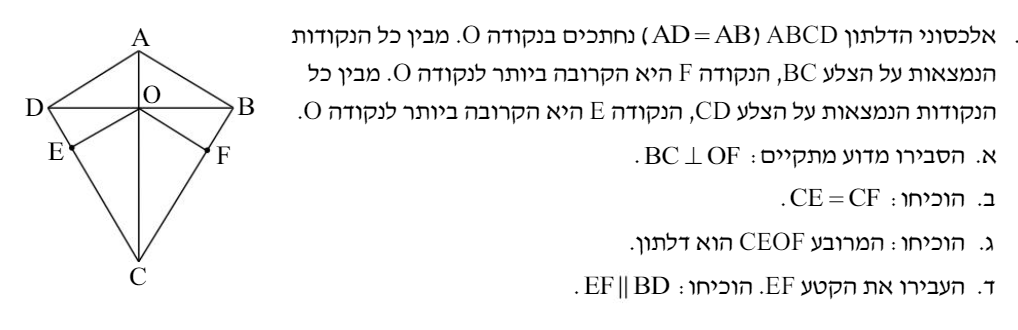 A
D
O
B
E
F
C
. אלכסוני הדלתון ABCD (AD = AB) נחתכים בנקודה O. מבין כל הנקודות
הנמצאות על הצלע BC, הנקודה F היא הקרובה ביותר לנקודה O. מבין כל
הנקודות הנמצאות על הצלע CD, הנקודה E היא הקרובה ביותר לנקודה O.
א. הסבירו מדוע מתקיים: BC ⊥ OF.
ב. הוכיחו: CE = CF.
ג. הוכיחו: המרובע CEOF הוא דלתון.
ד. העבירו את הקטע EF. הוכיחו: EF || BD.